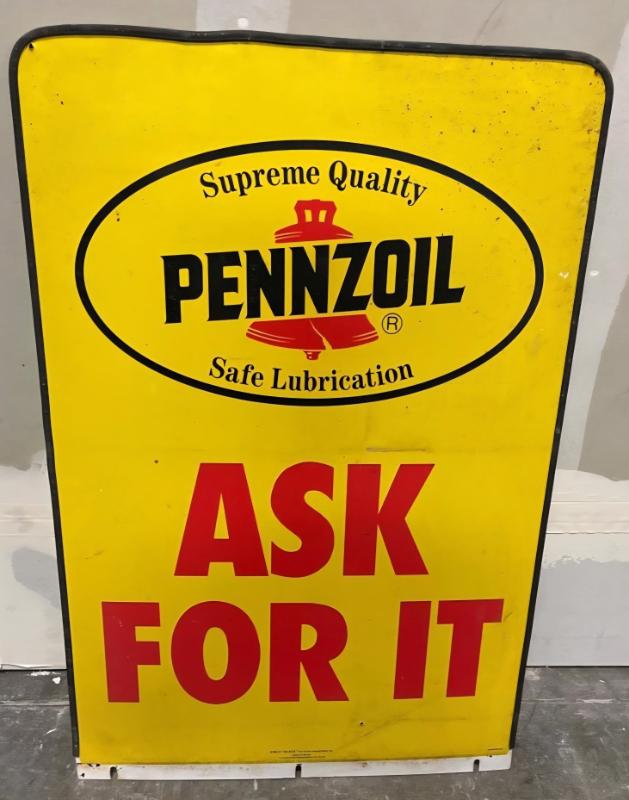 Supreme Quality
PENNZOIL
®
Safe Lubrication
ASK
FOR IT